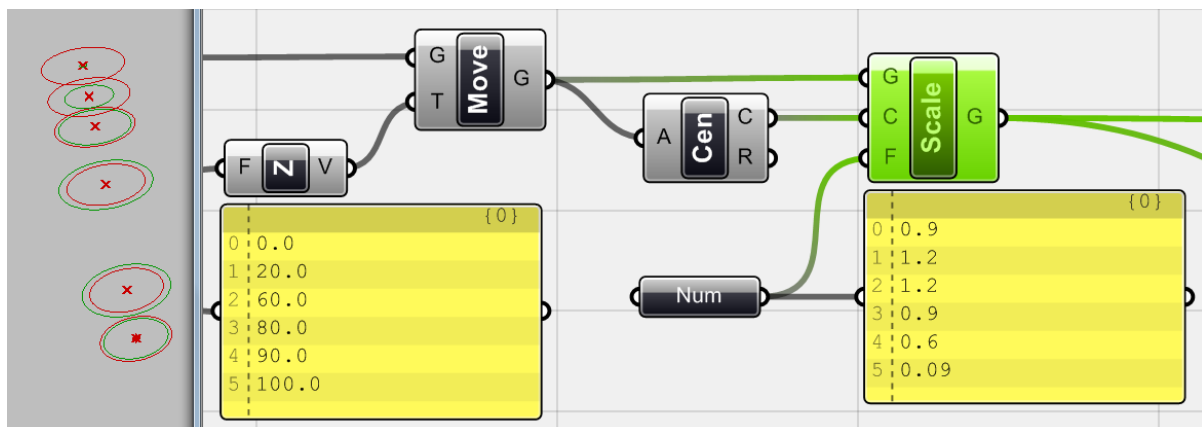 G
T
Move
G
F
Z
V
A
Cen
C
R
G
C
F
Scale
G
{0}
0 0.0
1 20.0
2 60.0
3 80.0
4 90.0
5 100.0
Num
{0}
0 0.9
1 1.2
2 1.2
3 0.9
4 0.6
5 0.09